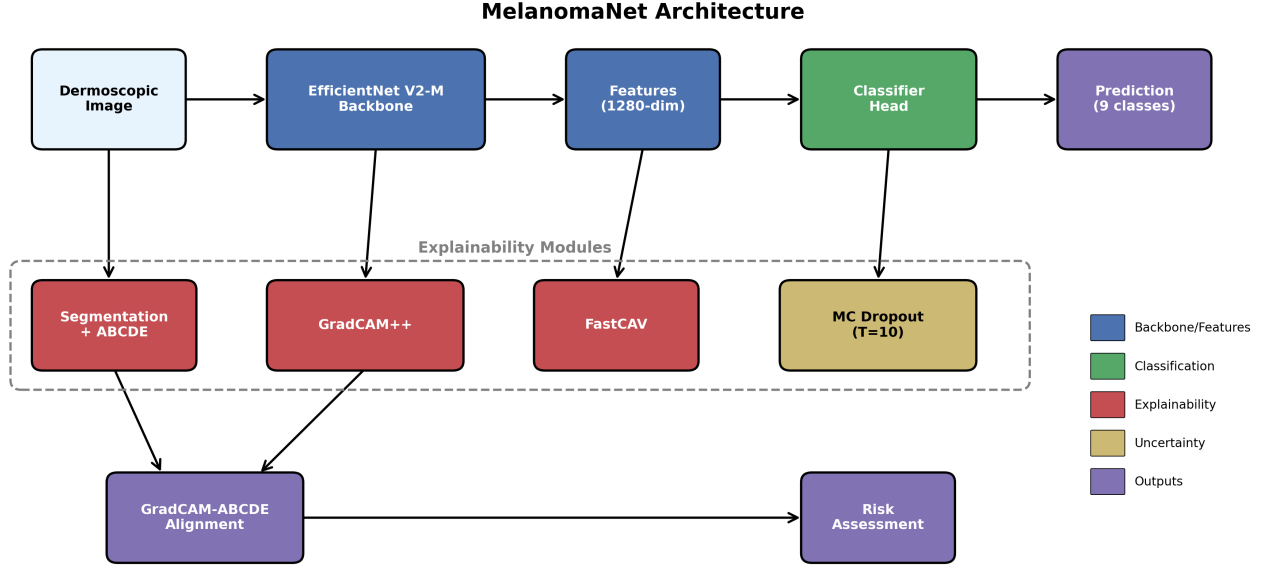 MelanomaNet Architecture
Dermoscopic
Image
EfficientNet V2-M
Backbone
Features
(1280-dim)
Classifier
Head
Prediction
(9 classes)
Explainability Modules
Segmentation
+ ABCDE
GradCAM++
FastCAV
MC Dropout
(T=10)
Backbone/Features
Classification
Explainability
Uncertainty
Outputs
GradCAM-ABCDE
Alignment
Risk
Assessment